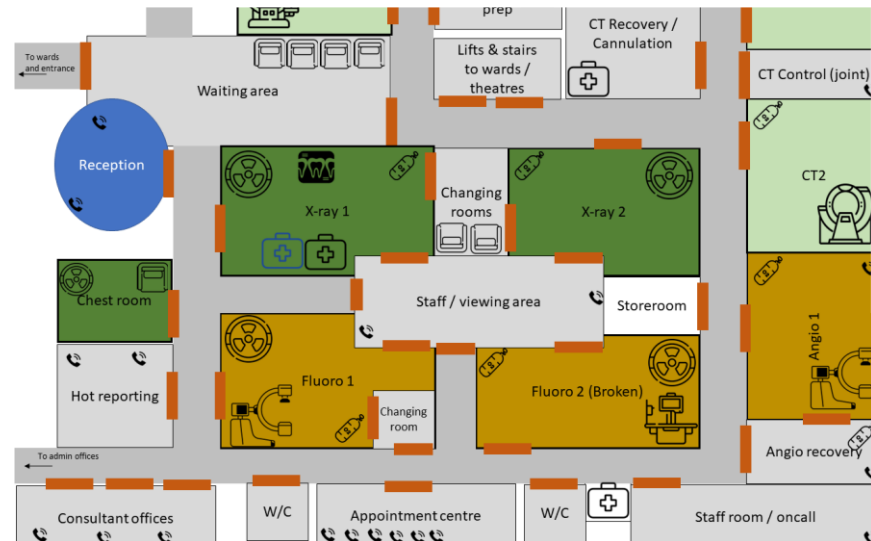 prep
CT Recovery /
Cannulation
To wards
and entrance
Lifts & stairs
to wards /
theatres
CT Control (joint)
Waiting area
Reception
X-ray 1
Changing
rooms
X-ray 2
CT2
Chest room
Staff / viewing area
Storeroom
Angio 1
Hot reporting
Fluoro 1
Changing
room
Fluoro 2 (Broken)
To admin offices
Angio recovery
Consultant offices
W/C
Appointment centre
W/C
Staff room / oncall